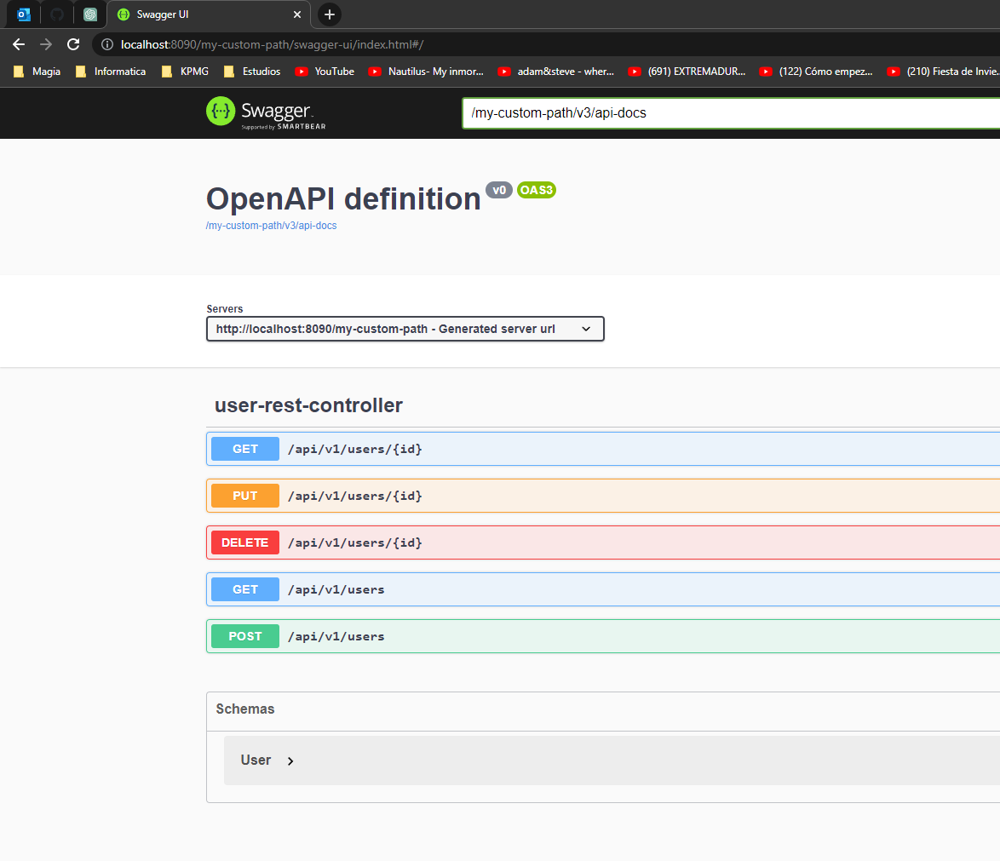 Swagger UI
localhost:8090/my-custom-path/swagger-ui/index.html#/
Magia Informatica KPMG Estudios YouTube Nautilus- My inmor... adam&steve - wher... (691) EXTREMADUR... (122) Cómo empez... (210) Fiesta de Invie...
Swagger.
Supported by SMARTBEAR
/my-custom-path/v3/api-docs
OpenAPI definition v0 OAS3
/my-custom-path/v3/api-docs
Servers
http://localhost:8090/my-custom-path - Generated server url
user-rest-controller
GET /api/v1/users/{id}
PUT /api/v1/users/{id}
DELETE /api/v1/users/{id}
GET /api/v1/users
POST /api/v1/users
Schemas
User